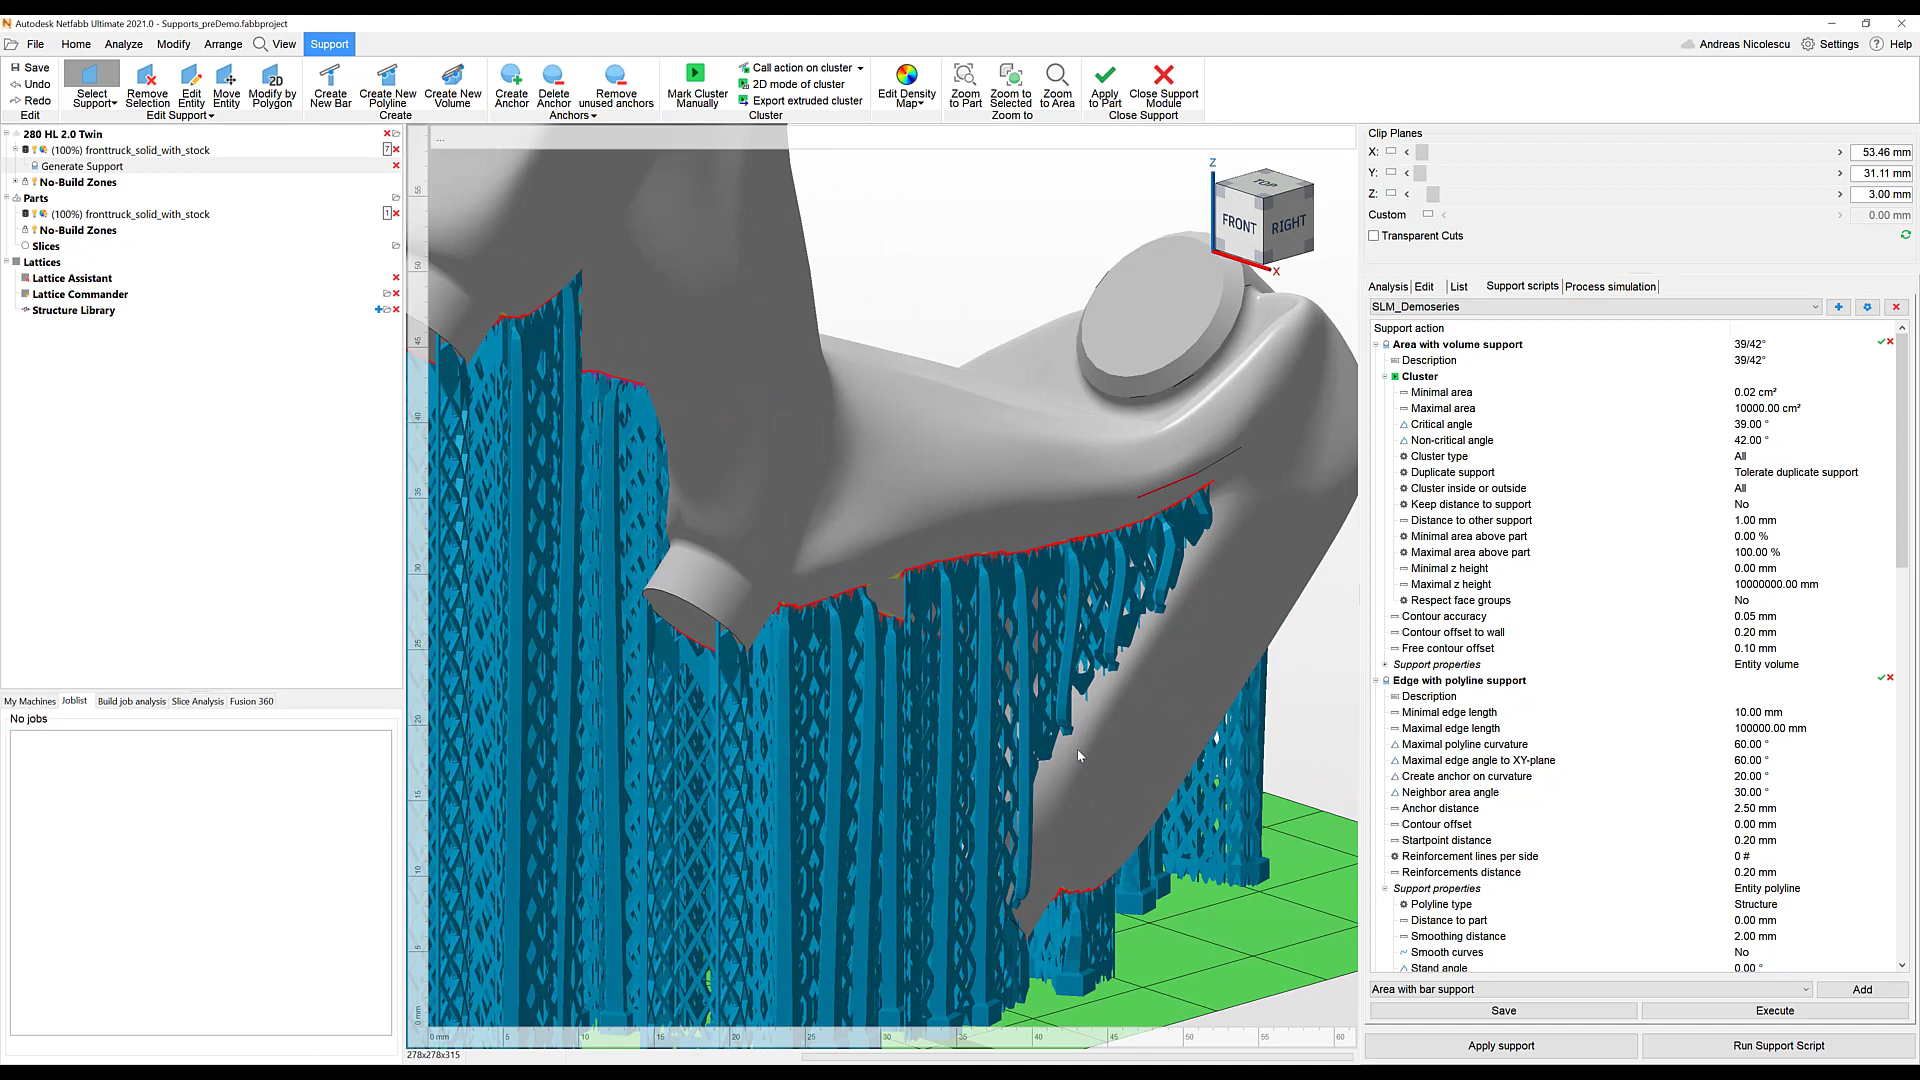 Autodesk Netfabb Ultimate 2021.0 - Supports_preDemo.fabbproject
File Home Analyze Modify Arrange View Support
Andreas Nicolescu Settings Help
Save
Undo
Redo
Edit
Select Support
Remove Selection
Edit Entity
Move Entity
Modify by Polygon
Edit Support
Create New Bar
Create New Polyline
Create New Volume
Create
Create Anchor
Delete Anchor
Remove unused anchors
Anchors
Mark Cluster Manually
Call action on cluster
2D mode of cluster
Export extruded cluster
Cluster
Edit Density Map
Zoom to Part
Zoom to Selected
Zoom to Area
Zoom to
Apply to Part
Close Support Module
Close Support
280 HL 2.0 Twin
(100%) fronttruck_solid_with_stock 7
Generate Support
No-Build Zones
Parts
(100%) fronttruck_solid_with_stock 1
No-Build Zones
Slices
Lattices
Lattice Assistant
Lattice Commander
Structure Library
My Machines Joblist Build job analysis Slice Analysis Fusion 360
No jobs
...
Z
TOP
FRONT RIGHT
X
55
50
45
40
35
30
25
20
15
10
5
0 mm
0 mm 5 10 15 20 25 30 35 40 45 50 55 60
278x278x315
Clip Planes
X: < > 53.46 mm
Y: < > 31.11 mm
Z: < > 3.00 mm
Custom < > 0.00 mm
Transparent Cuts
Analysis Edit List Support scripts Process simulation
SLM_Demoseries
Support action
Area with volume support 39/42°
Description 39/42°
Cluster
Minimal area 0.02 cm²
Maximal area 10000.00 cm²
Critical angle 39.00 °
Non-critical angle 42.00 °
Cluster type All
Duplicate support Tolerate duplicate support
Cluster inside or outside All
Keep distance to support No
Distance to other support 1.00 mm
Minimal area above part 0.00 %
Maximal area above part 100.00 %
Minimal z height 0.00 mm
Maximal z height 10000000.00 mm
Respect face groups No
Contour accuracy 0.05 mm
Contour offset to wall 0.20 mm
Free contour offset 0.10 mm
Support properties Entity volume
Edge with polyline support
Description
Minimal edge length 10.00 mm
Maximal edge length 100000.00 mm
Maximal polyline curvature 60.00 °
Maximal edge angle to XY-plane 60.00 °
Create anchor on curvature 20.00 °
Neighbor area angle 30.00 °
Anchor distance 2.50 mm
Contour offset 0.00 mm
Startpoint distance 0.20 mm
Reinforcement lines per side 0 #
Reinforcements distance 0.20 mm
Support properties Entity polyline
Polyline type Structure
Distance to part 0.00 mm
Smoothing distance 2.00 mm
Smooth curves No
Stand angle 0.00 °
Area with bar support Add
Save Execute
Apply support Run Support Script